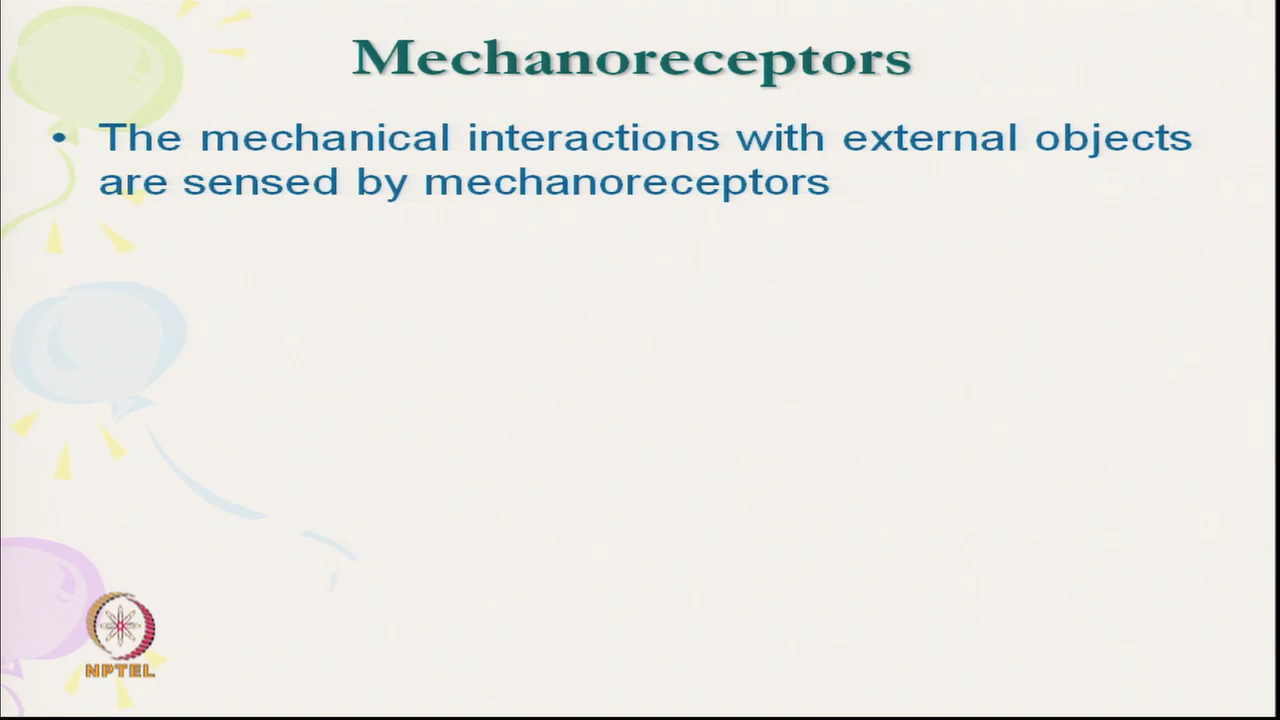 Mechanoreceptors
• The mechanical interactions with external objects
are sensed by mechanoreceptors
NPTEL